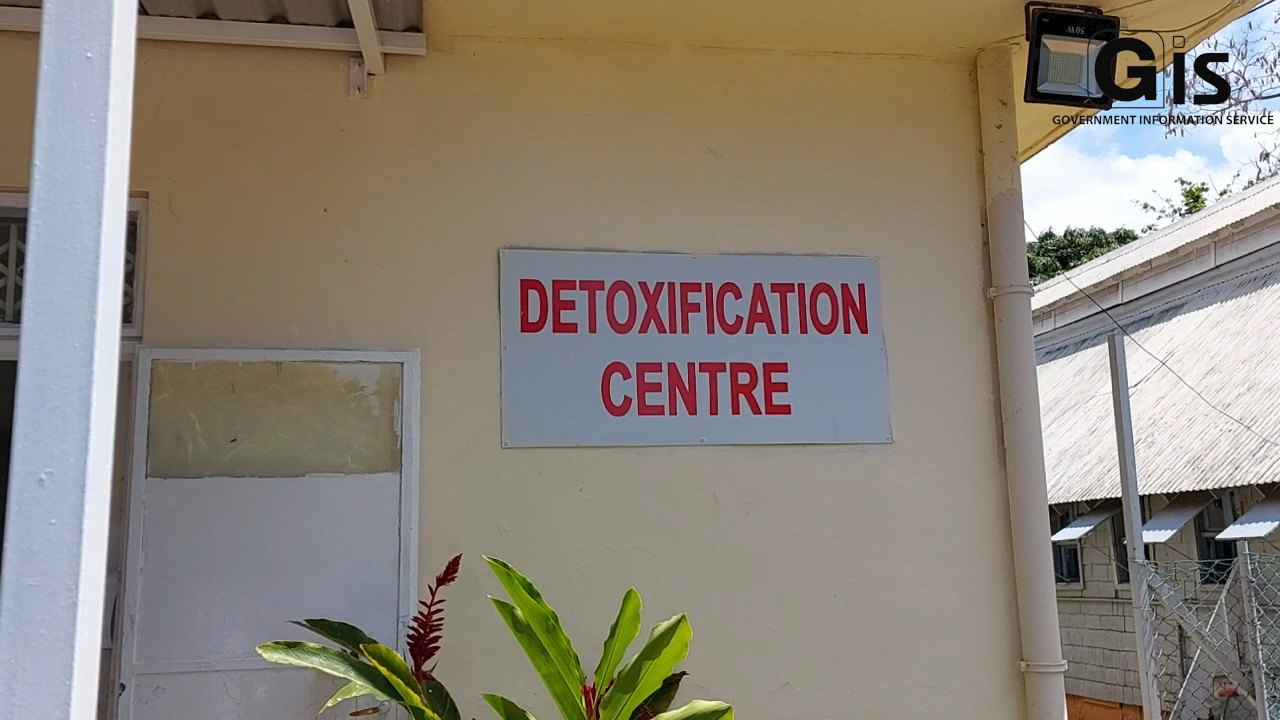 Gis
GOVERNMENT INFORMATION SERVICE
DETOXIFICATION
CENTRE